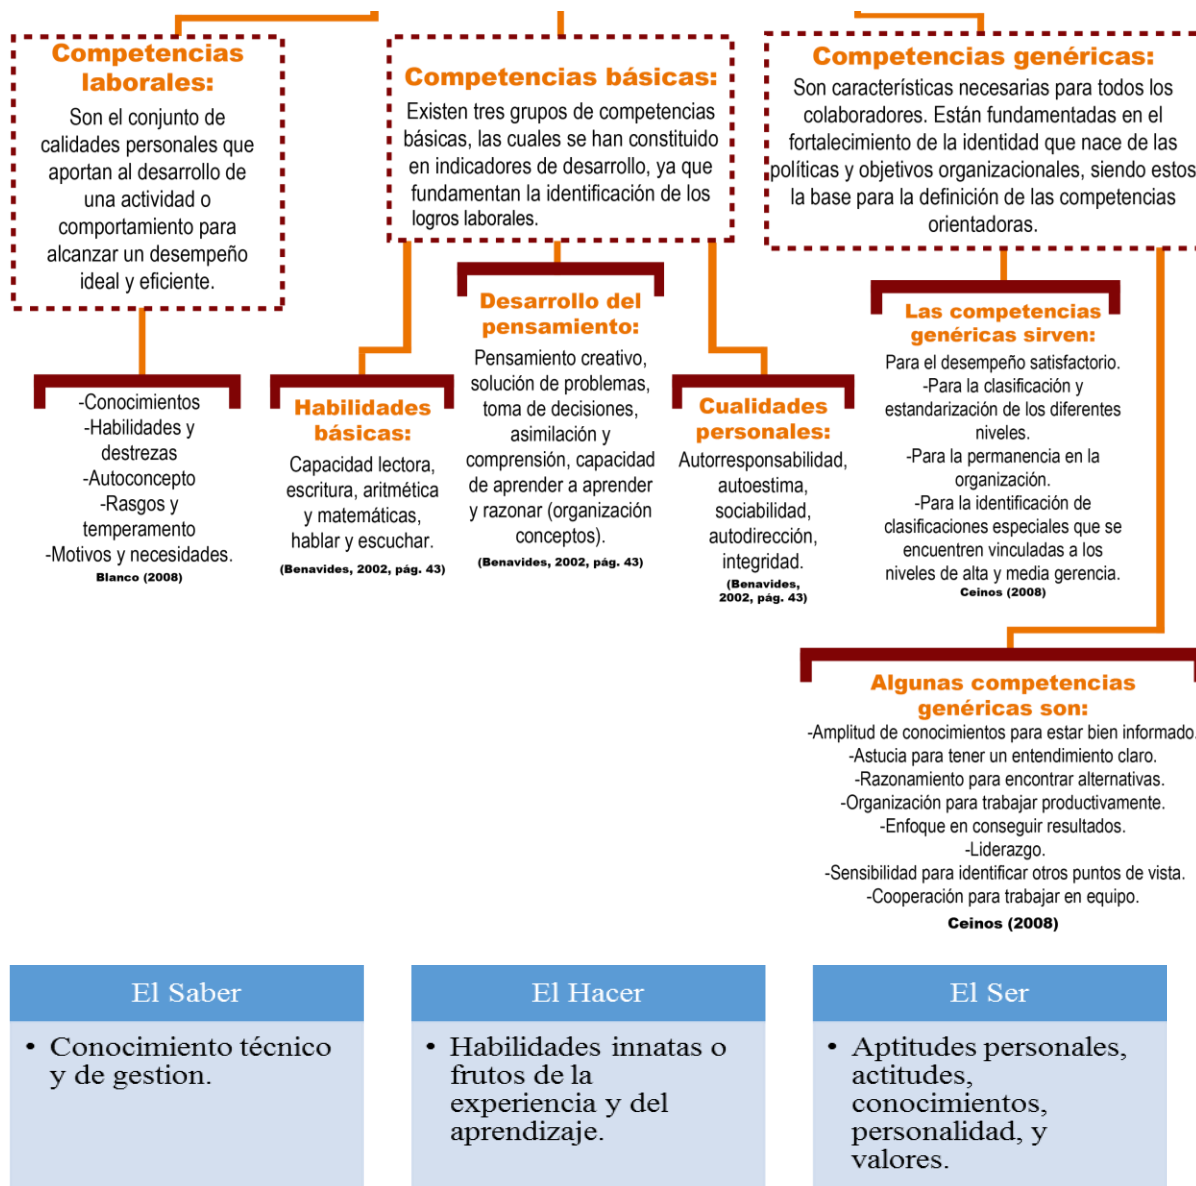 Competencias
laborales:
Son el conjunto de
calidades personales que
aportan al desarrollo de
una actividad o
comportamiento para
alcanzar un desempeño
ideal y eficiente.
-Conocimientos
-Habilidades y
destrezas
-Autoconcepto
-Rasgos y
temperamento
-Motivos y necesidades.
Blanco (2008)
Competencias básicas:
Existen tres grupos de competencias
básicas, las cuales se han constituido
en indicadores de desarrollo, ya que
fundamentan la identificación de los
logros laborales.
Habilidades
básicas:
Capacidad lectora,
escritura, aritmética
y matemáticas,
hablar y escuchar.
(Benavides, 2002, pág. 43)
Desarrollo del
pensamiento:
Pensamiento creativo,
solución de problemas,
toma de decisiones,
asimilación y
comprensión, capacidad
de aprender a aprender
y razonar (organización
conceptos).
(Benavides, 2002, pág. 43)
Cualidades
personales:
Autorresponsabilidad,
autoestima,
sociabilidad,
autodirección,
integridad.
(Benavides,
2002, pág. 43)
Competencias genéricas:
Son características necesarias para todos los
colaboradores. Están fundamentadas en el
fortalecimiento de la identidad que nace de las
políticas y objetivos organizacionales, siendo estos
la base para la definición de las competencias
orientadoras.
Las competencias
genéricas sirven:
Para el desempeño satisfactorio.
-Para la clasificación y
estandarización de los diferentes
niveles.
-Para la permanencia en la
organización.
-Para la identificación de
clasificaciones especiales que se
encuentren vinculadas a los
niveles de alta y media gerencia.
Ceinos (2008)
Algunas competencias
genéricas son:
-Amplitud de conocimientos para estar bien informado.
-Astucia para tener un entendimiento claro.
-Razonamiento para encontrar alternativas.
-Organización para trabajar productivamente.
-Enfoque en conseguir resultados.
-Liderazgo.
-Sensibilidad para identificar otros puntos de vista.
-Cooperación para trabajar en equipo.
Ceinos (2008)
El Saber
• Conocimiento técnico
y de gestion.
El Hacer
• Habilidades innatas o
frutos de la
experiencia y del
aprendizaje.
El Ser
• Aptitudes personales,
actitudes,
conocimientos,
personalidad, y
valores.